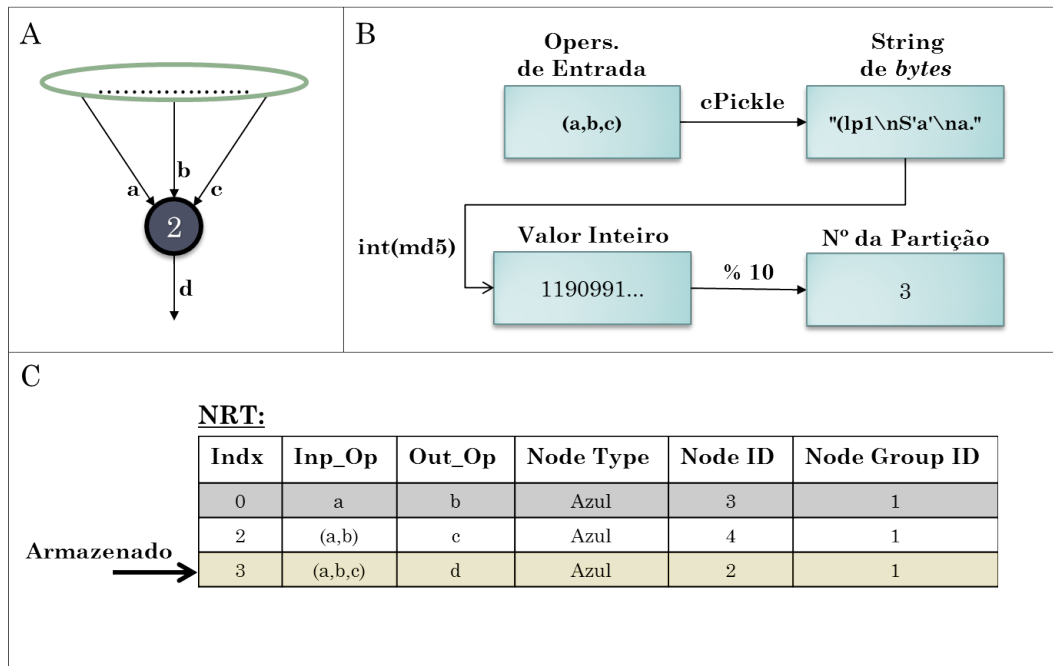 A
a
b
c
2
d
B
Opers.
de Entrada
(a,b,c)
cPickle
String
de bytes
"(lp1\nS'a'\na."
int(md5)
Valor Inteiro
1190991...
% 10
Nº da Partição
3
C
NRT:
Indx Inp_Op Out_Op Node Type Node ID Node Group ID
0 a b Azul 3 1
2 (a,b) c Azul 4 1
Armazenado
3 (a,b,c) d Azul 2 1